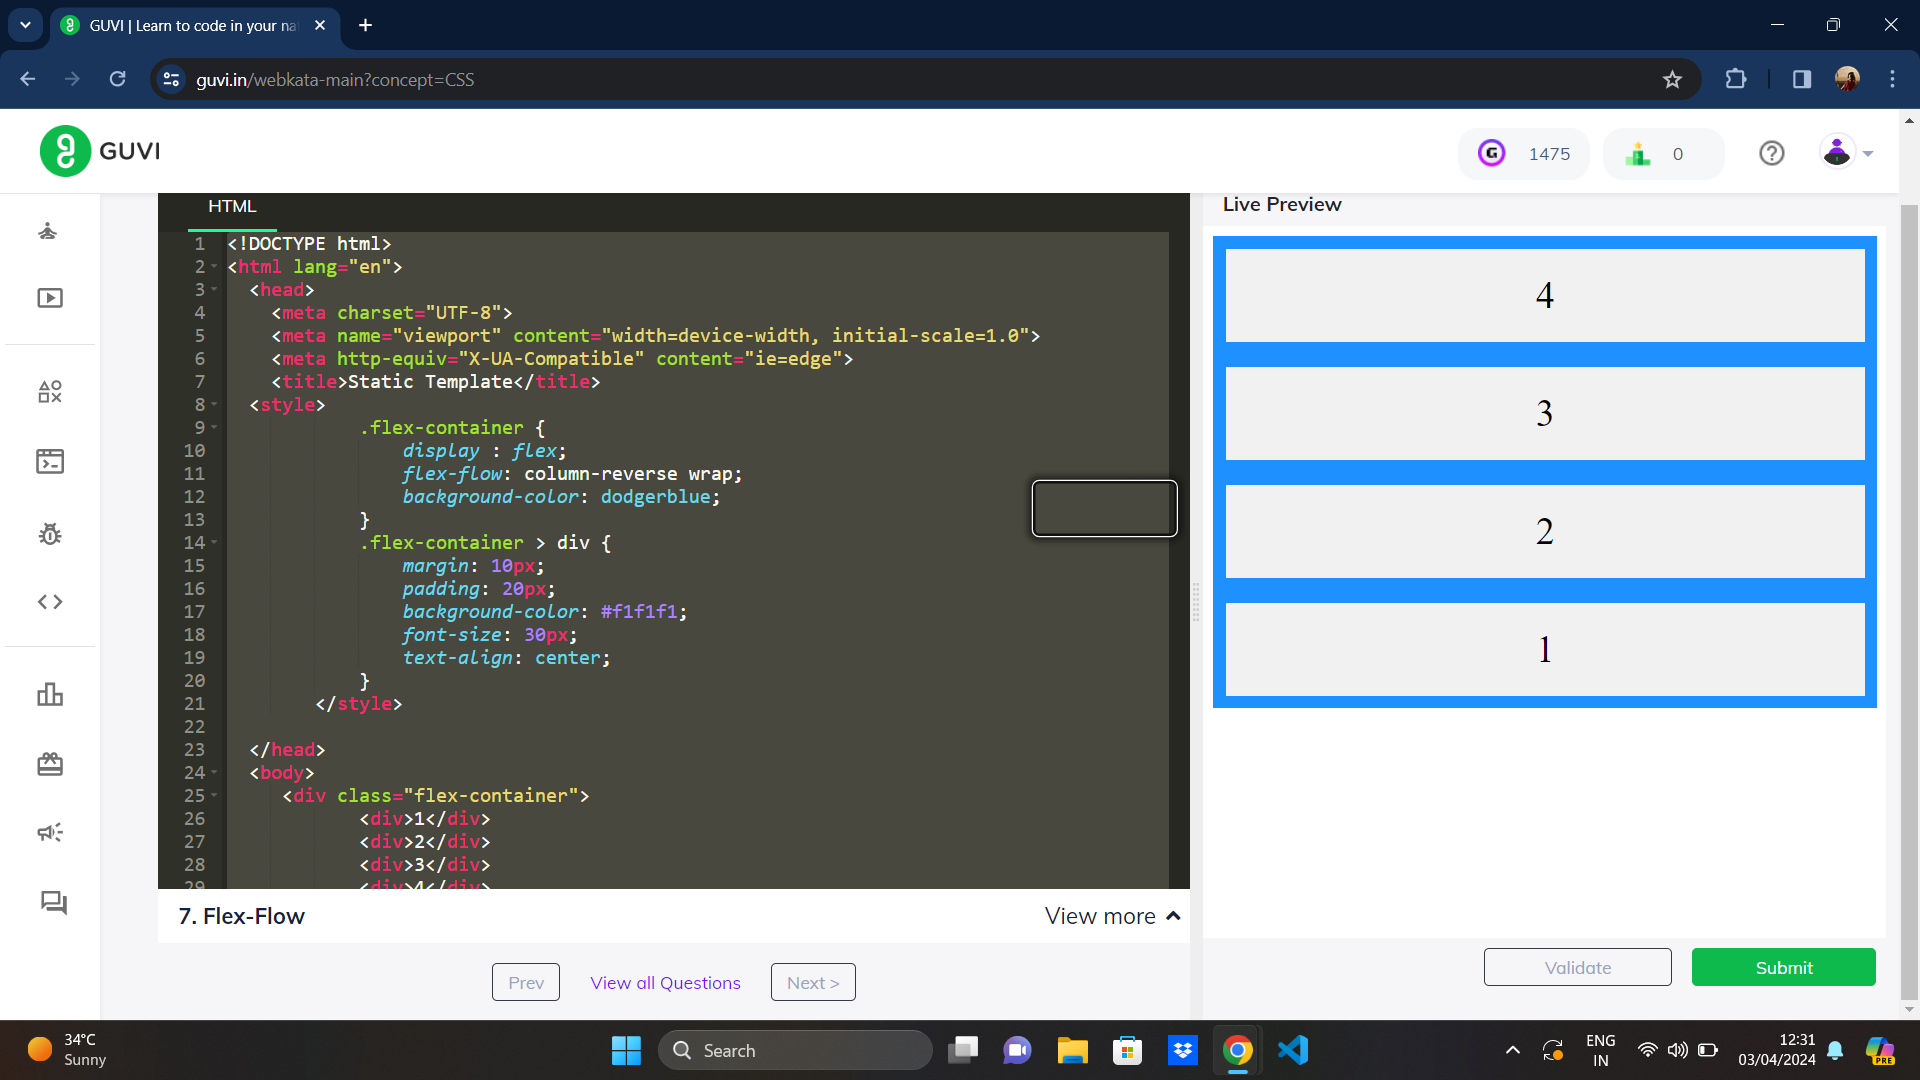 GUVI | Learn to code in your na
guvi.in/webkata-main?concept=CSS
GUVI
1475
0
HTML
Live Preview
1 <!DOCTYPE html>
2 <html lang="en">
3 <head>
4 <meta charset="UTF-8">
5 <meta name="viewport" content="width=device-width, initial-scale=1.0">
6 <meta http-equiv="X-UA-Compatible" content="ie=edge">
7 <title>Static Template</title>
8 <style>
9 .flex-container {
10 display : flex;
11 flex-flow: column-reverse wrap;
12 background-color: dodgerblue;
13 }
14 .flex-container > div {
15 margin: 10px;
16 padding: 20px;
17 background-color: #f1f1f1;
18 font-size: 30px;
19 text-align: center;
20 }
21 </style>
22
23 </head>
24 <body>
25 <div class="flex-container">
26 <div>1</div>
27 <div>2</div>
28 <div>3</div>
29 <div>4</div>
4
3
2
1
7. Flex-Flow
View more
Prev
View all Questions
Next >
Validate
Submit
34°C
Sunny
Search
ENG
IN
12:31
03/04/2024
PRE